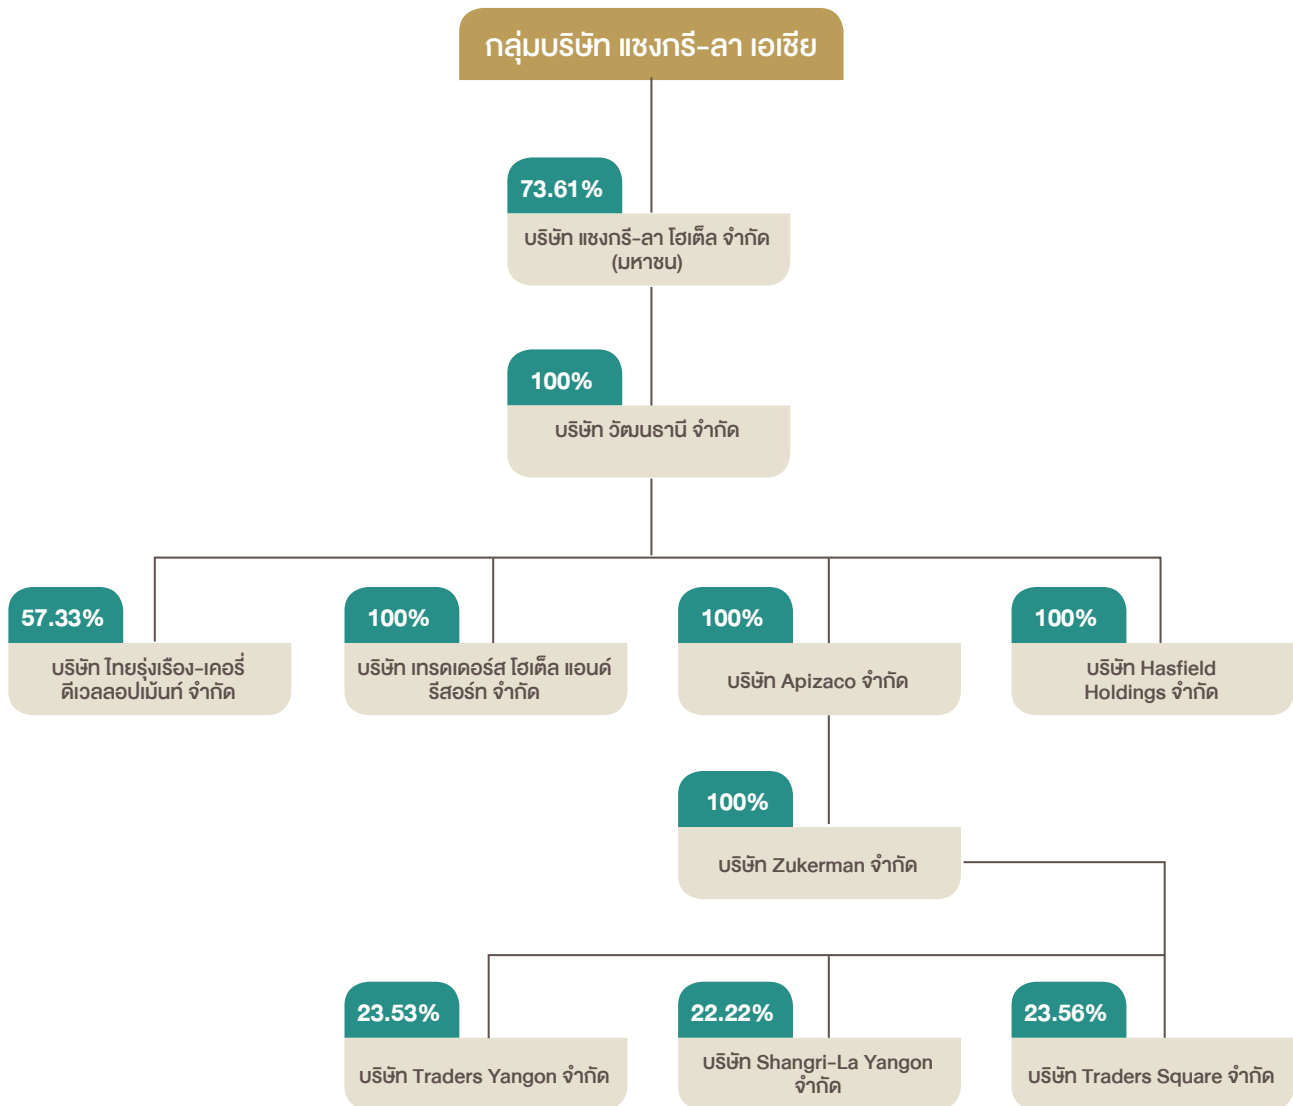 กลุ่มบริษัท แชงกรี-ลา เอเชีย
73.61%
บริษัท แชงกรี-ลา โฮเต็ล จำกัด
(มหาชน)
100%
บริษัท วัฒนธานี จำกัด
57.33%
บริษัท ไทยรุ่งเรือง-เคอรี่
ดีเวลลอปเม้นท์ จำกัด
100%
บริษัท เทรดเดอร์ส โฮเต็ล แอนด์
รีสอร์ท จำกัด
100%
บริษัท Apizaco จำกัด
100%
บริษัท Hasfield
Holdings จำกัด
100%
บริษัท Zukerman จำกัด
23.53%
บริษัท Traders Yangon จำกัด
22.22%
บริษัท Shangri-La Yangon
จำกัด
23.56%
บริษัท Traders Square จำกัด